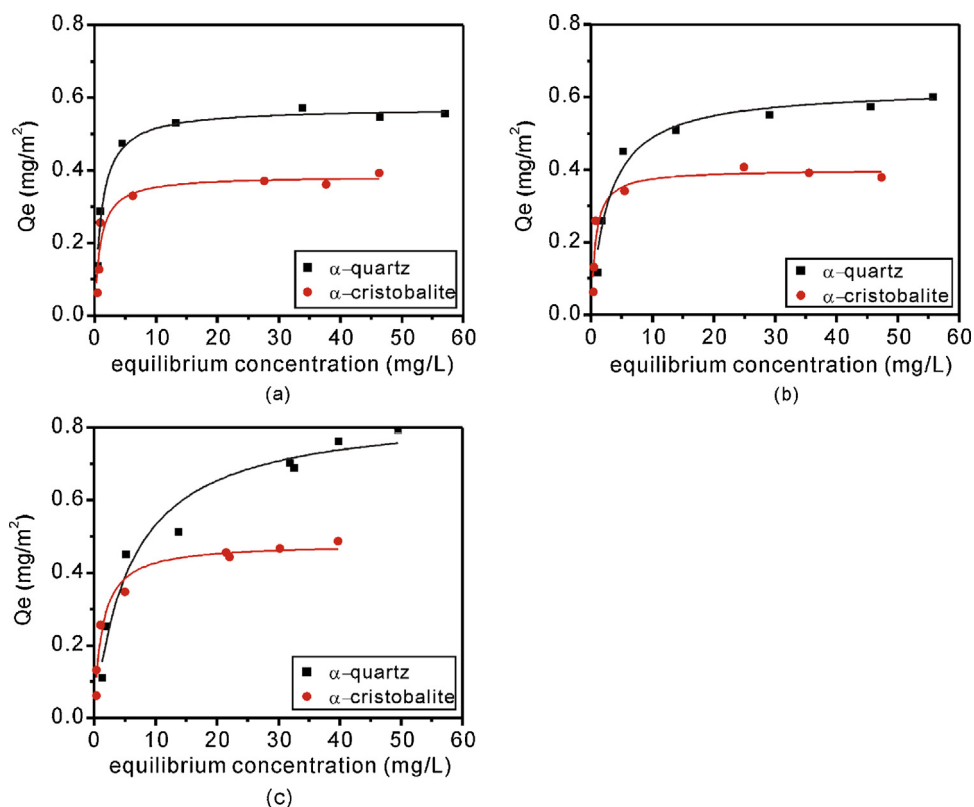 0.8
0.6
0.4
0.2
0.0
Qe (mg/m²)
α-quartz
α-cristobalite
0 10 20 30 40 50 60
equilibrium concentration (mg/L)
(a)
0.8
0.6
0.4
0.2
0.0
Qe (mg/m²)
α-quartz
α-cristobalite
0 10 20 30 40 50 60
equilibrium concentration (mg/L)
(b)
0.8
0.6
0.4
0.2
0.0
Qe (mg/m²)
α-quartz
α-cristobalite
0 10 20 30 40 50 60
equilibrium concentration (mg/L)
(c)